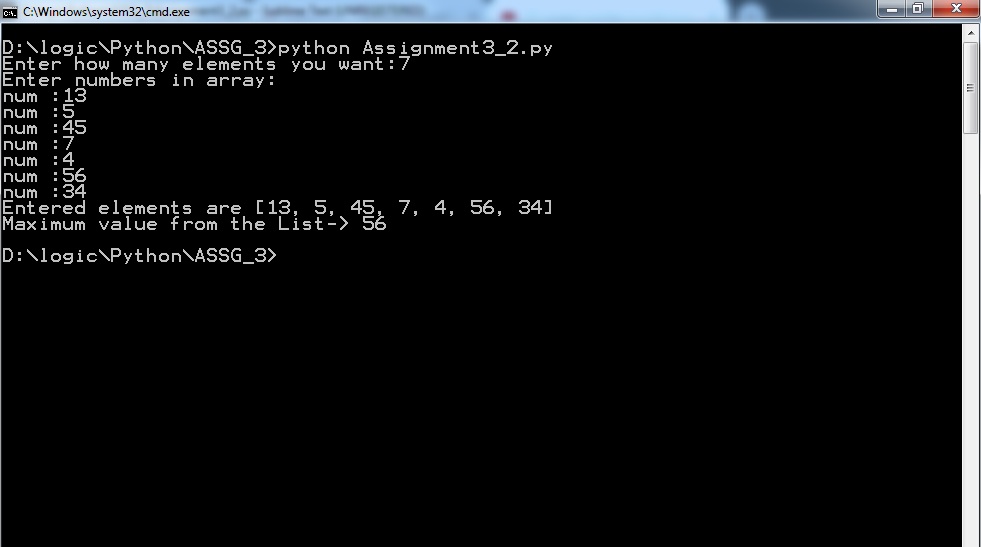 C:\Windows\system32\cmd.exe
D:\logic\Python\ASSG_3>python Assignment3_2.py
Enter how many elements you want:7
Enter numbers in array:
num :13
num :5
num :45
num :7
num :4
num :56
num :34
Entered elements are [13, 5, 45, 7, 4, 56, 34]
Maximum value from the List-> 56
D:\logic\Python\ASSG_3>